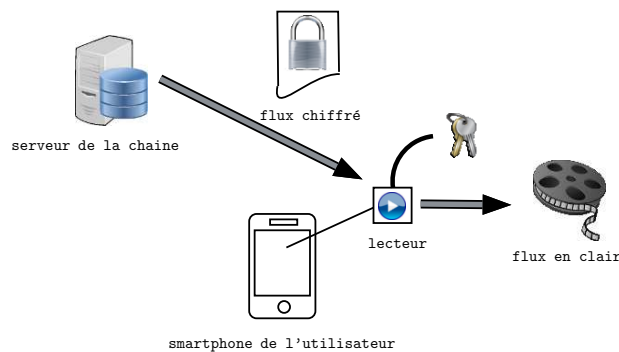 flux chiffré
serveur de la chaine
lecteur
flux en clair
smartphone de l'utilisateur